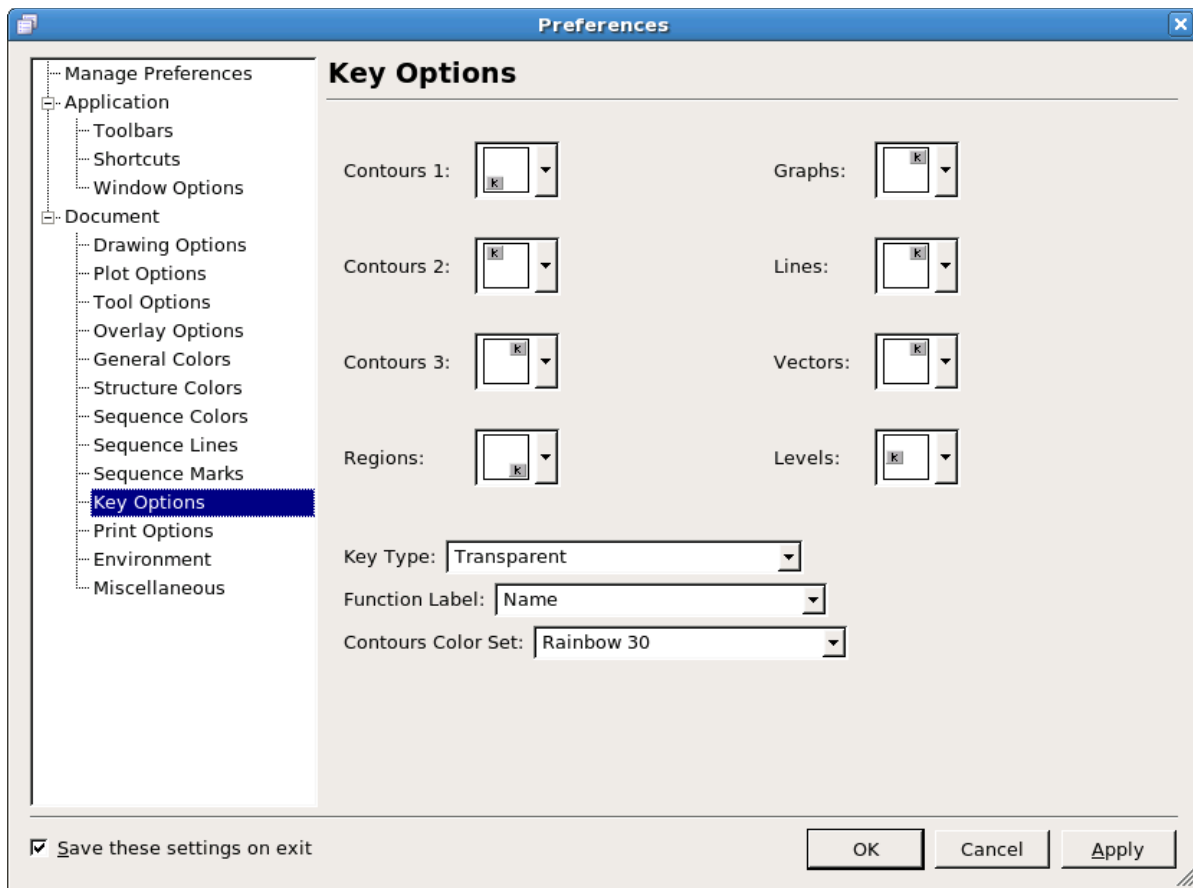 Preferences
Manage Preferences
Application
Toolbars
Shortcuts
Window Options
Document
Drawing Options
Plot Options
Tool Options
Overlay Options
General Colors
Structure Colors
Sequence Colors
Sequence Lines
Sequence Marks
Key Options
Print Options
Environment
Miscellaneous
Key Options
Contours 1: k
Graphs: k
Contours 2: k
Lines: k
Contours 3: k
Vectors: k
Regions: k
Levels: k
Key Type: Transparent
Function Label: Name
Contours Color Set: Rainbow 30
Save these settings on exit
OK Cancel Apply